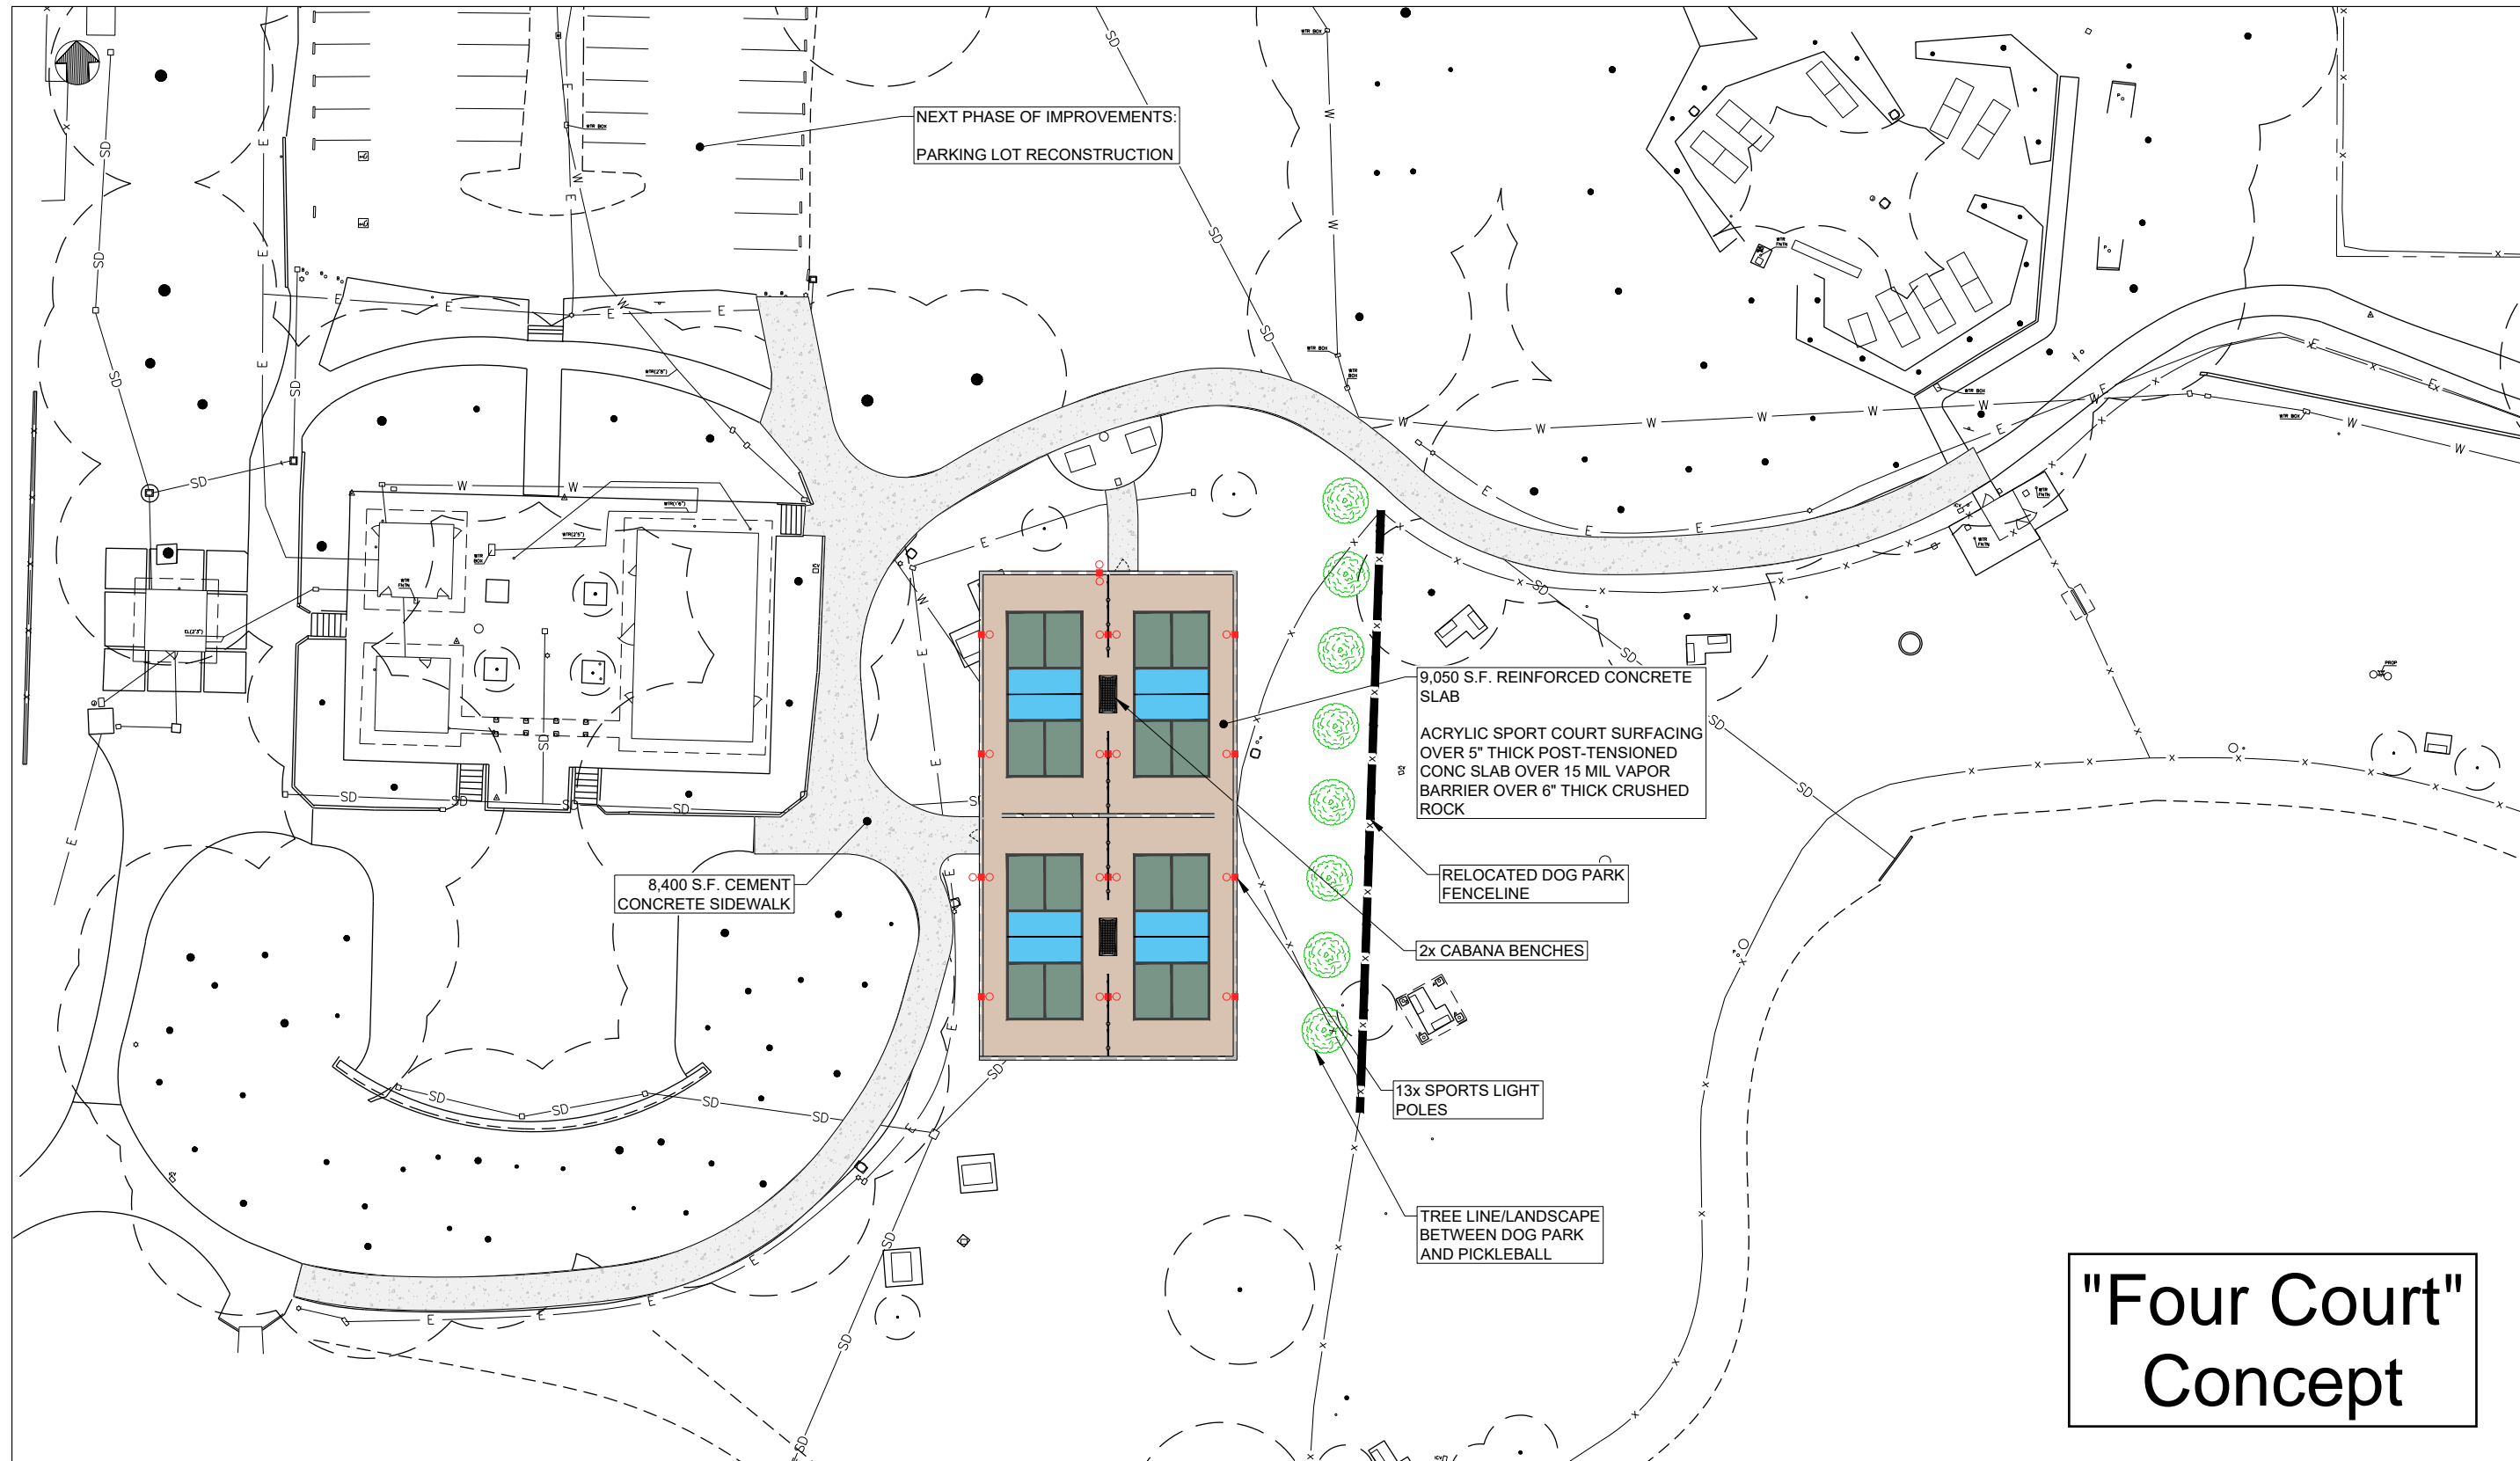 NEXT PHASE OF IMPROVEMENTS:
PARKING LOT RECONSTRUCTION
9,050 S.F. REINFORCED CONCRETE
SLAB
ACRYLIC SPORT COURT SURFACING
OVER 5" THICK POST-TENSIONED
CONC SLAB OVER 15 MIL VAPOR
BARRIER OVER 6" THICK CRUSHED
ROCK
8,400 S.F. CEMENT
CONCRETE SIDEWALK
RELOCATED DOG PARK
FENCELINE
2x CABANA BENCHES
13x SPORTS LIGHT
POLES
TREE LINE/LANDSCAPE
BETWEEN DOG PARK
AND PICKLEBALL
"Four Court"
Concept